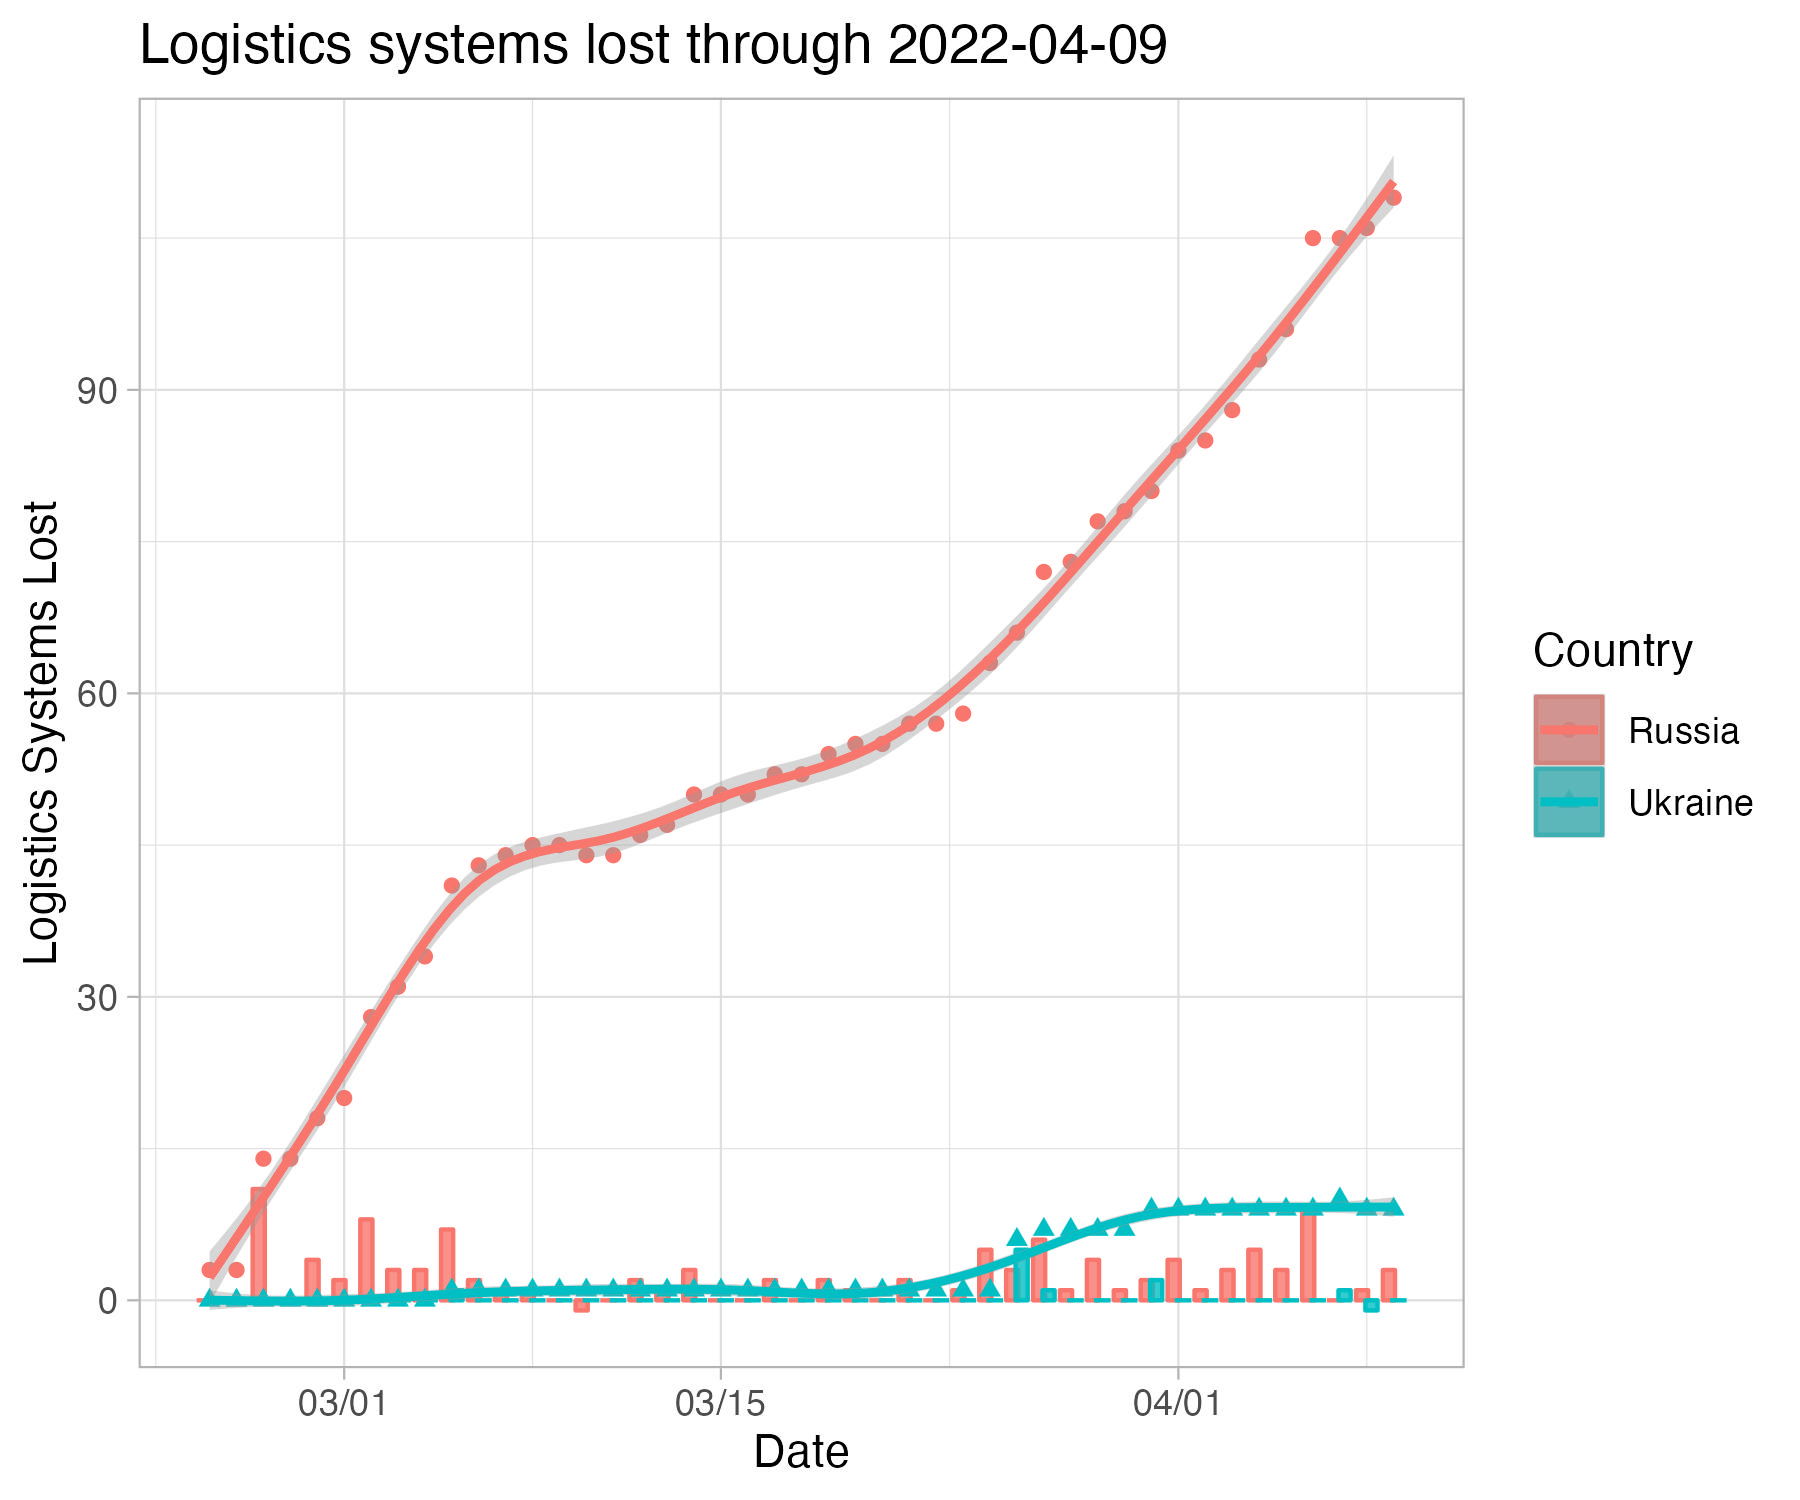 Logistics systems lost through 2022-04-09
Logistics Systems Lost
90
60
30
0
03/01
03/15
04/01
Date
Country
Russia
Ukraine